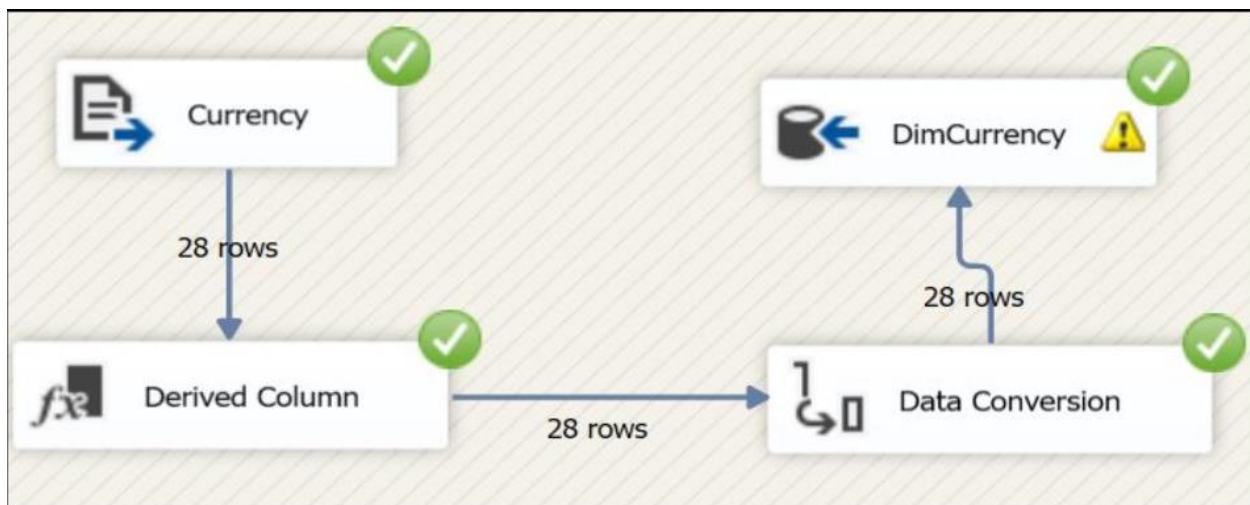 Currency
DimCurrency
28 rows
28 rows
Derived Column
Data Conversion
28 rows